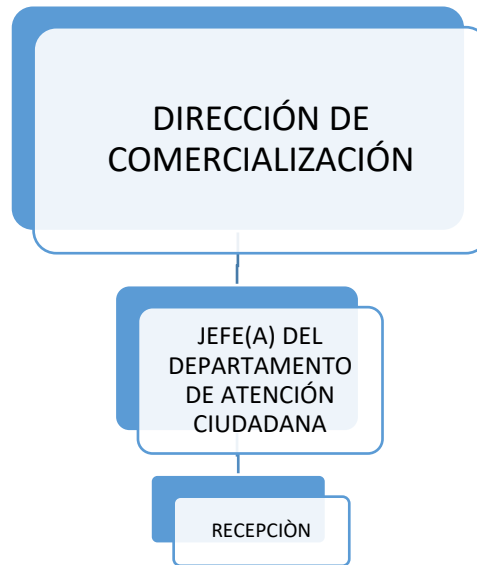 DIRECCIÓN DE
COMERCIALIZACIÓN
JEFE(A) DEL
DEPARTAMENTO
DE ATENCIÓN
CIUDADANA
RECEPCIÒN